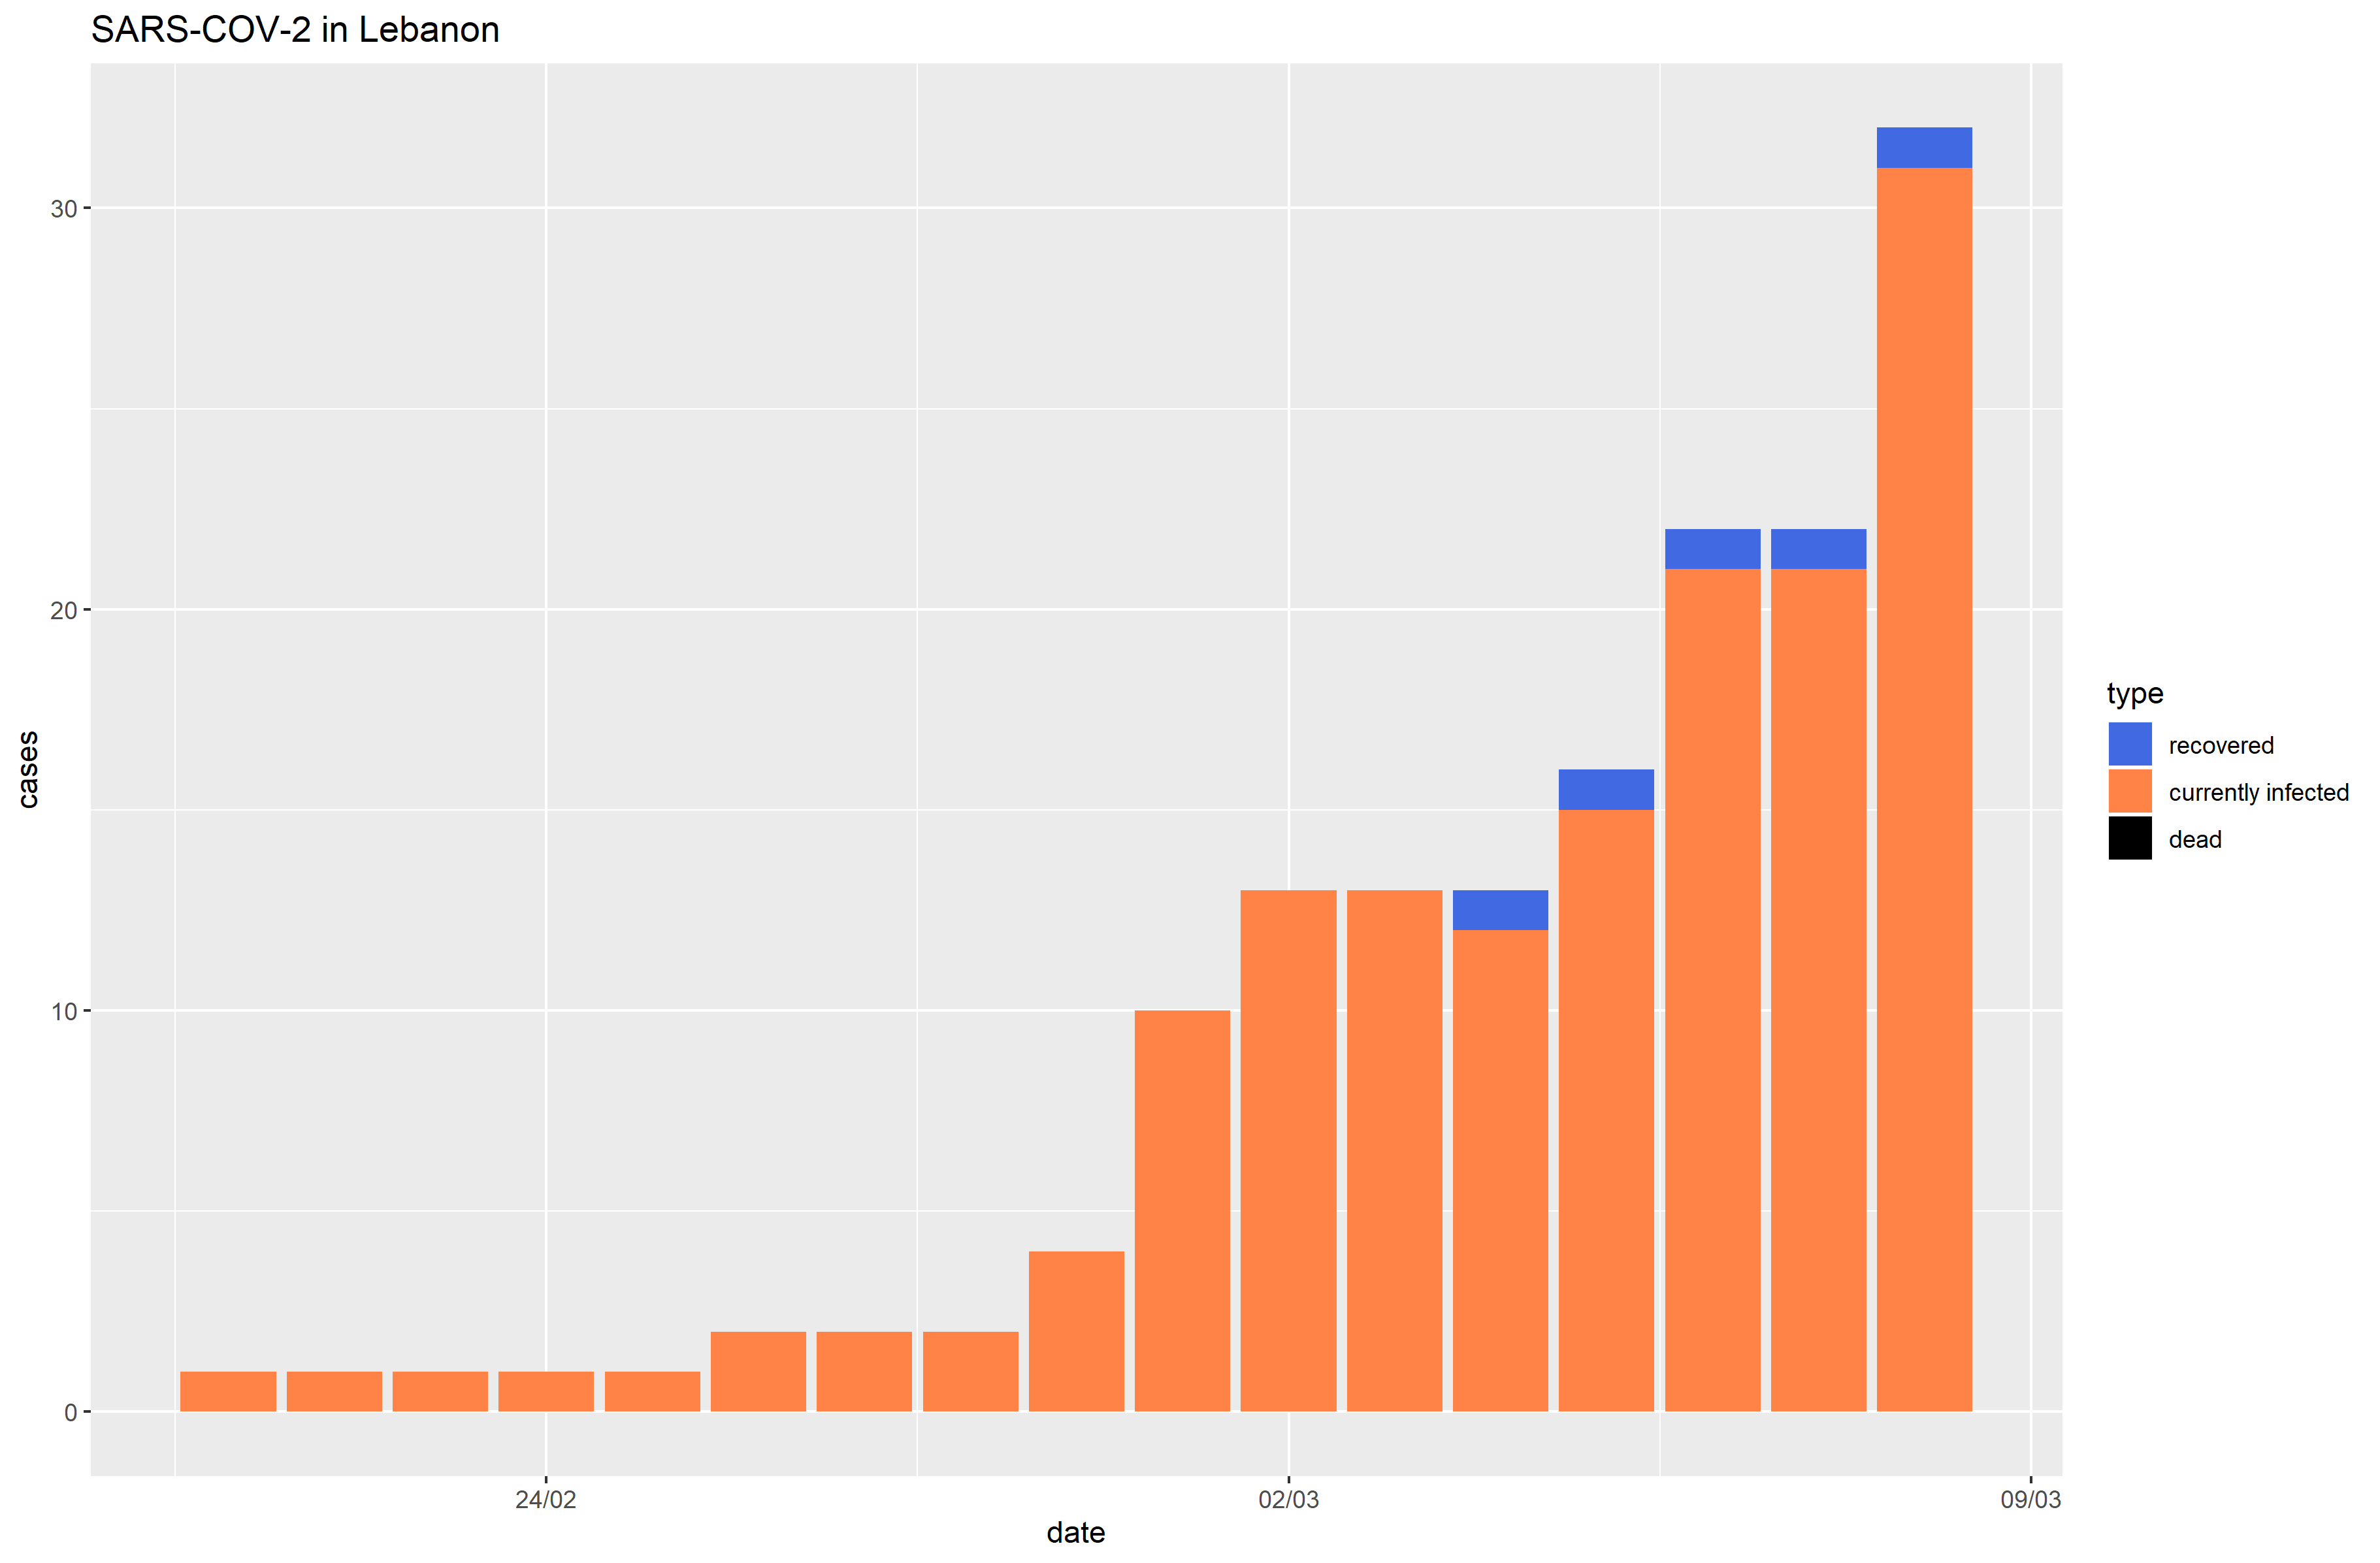 SARS-COV-2 in Lebanon
cases
30
20
10
0
24/02
02/03
09/03
date
type
recovered
currently infected
dead